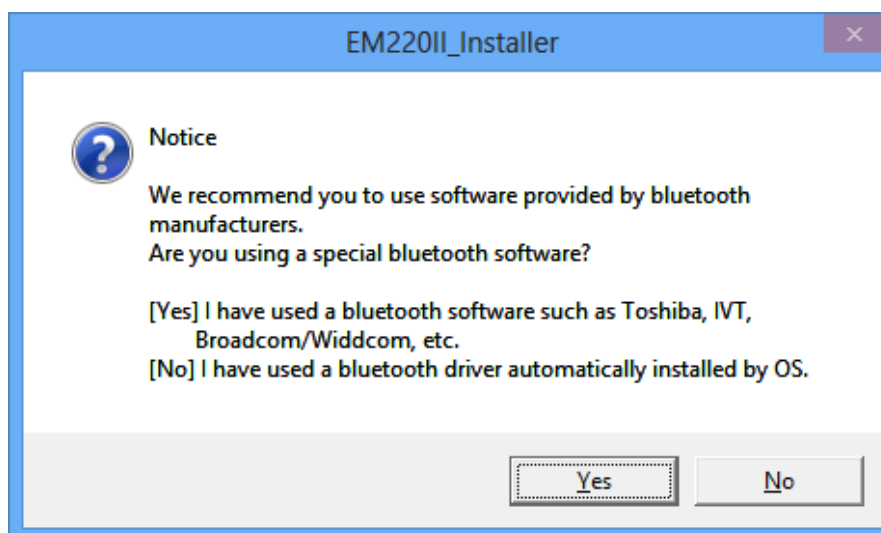 EM220II_Installer
Notice
We recommend you to use software provided by bluetooth
manufacturers.
Are you using a special bluetooth software?
[Yes] I have used a bluetooth software such as Toshiba, IVT,
Broadcom/Widdcom, etc.
[No] I have used a bluetooth driver automatically installed by OS.
Yes No